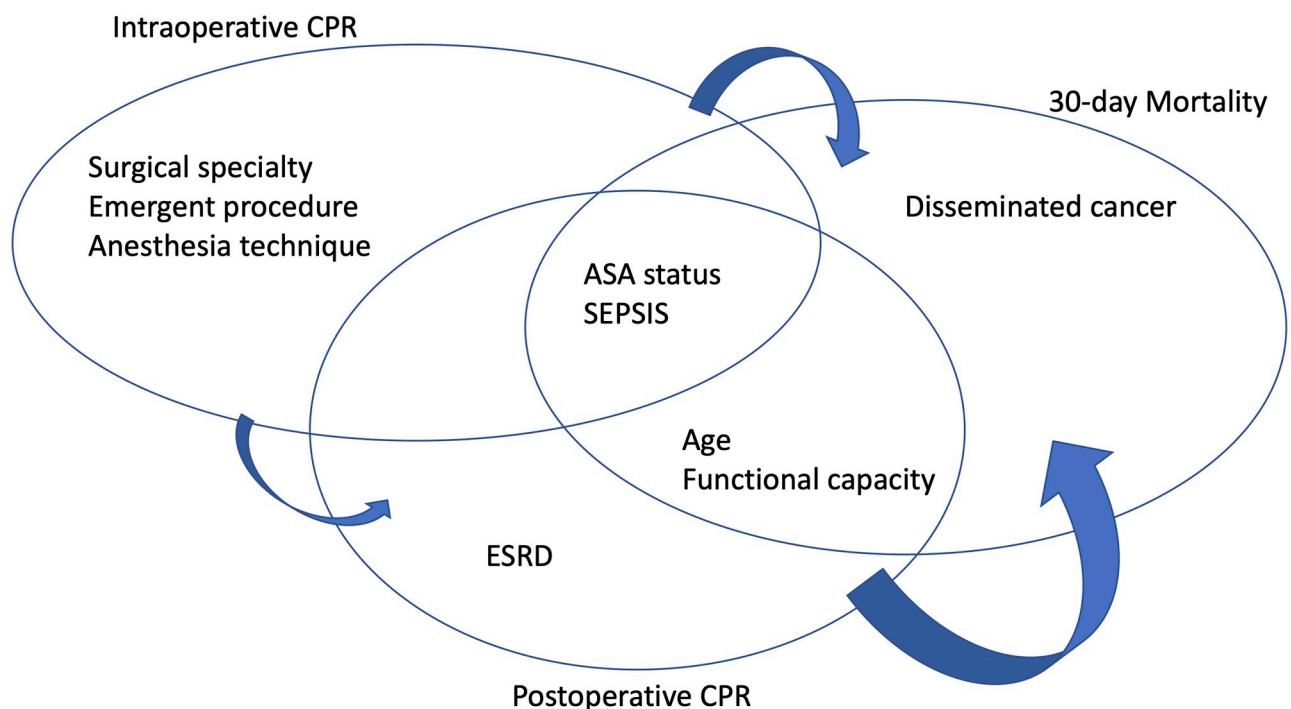 Intraoperative CPR
30-day Mortality
Surgical specialty
Emergent procedure
Anesthesia technique
Disseminated cancer
ASA status
SEPSIS
Age
Functional capacity
ESRD
Postoperative CPR